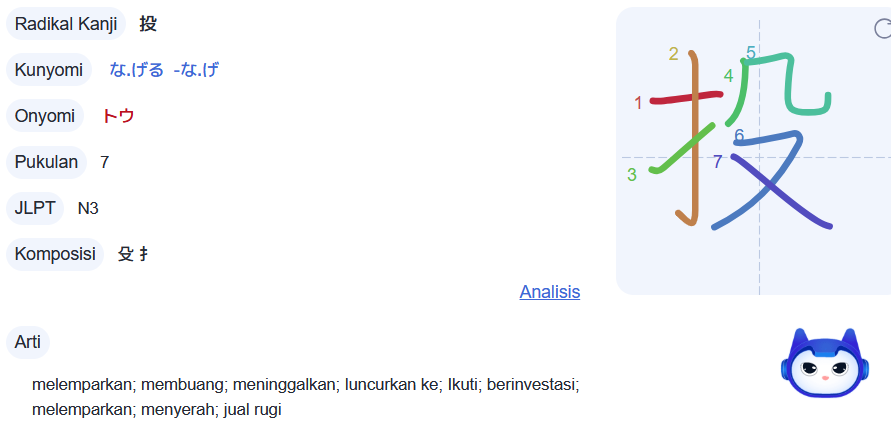 Radikal Kanji 投
Kunyomi な.げる -な.げ
Onyomi トウ
Pukulan 7
JLPT N3
Komposisi 殳 扌
Analisis
Arti
melemparkan; membuang; meninggalkan; luncurkan ke; Ikuti; berinvestasi;
melemparkan; menyerah; jual rugi
投
1
2
3
4
5
6
7